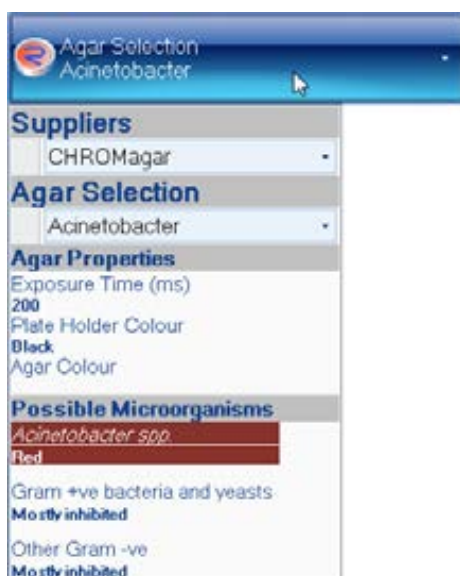 Agar Selection
Acinetobacter
Suppliers
CHROMagar
Agar Selection
Acinetobacter
Agar Properties
Exposure Time (ms)
200
Plate Holder Colour
Black
Agar Colour
Possible Microorganisms
Acinetobacter spp.
Red
Gram +ve bacteria and yeasts
Mostly inhibited
Other Gram -ve
Mostly inhibited